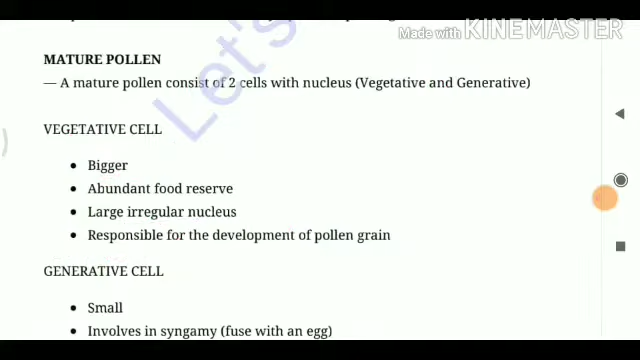 Made with KINEMASTER
MATURE POLLEN
— A mature pollen consist of 2 cells with nucleus (Vegetative and Generative)
Let's
VEGETATIVE CELL
• Bigger
• Abundant food reserve
• Large irregular nucleus
• Responsible for the development of pollen grain
GENERATIVE CELL
• Small
• Involves in syngamy (fuse with an egg)